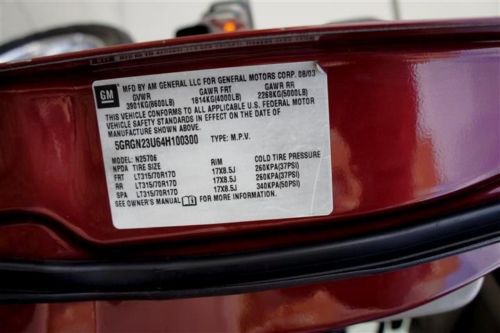 GM
MFD BY AM GENERAL LLC FOR GENERAL MOTORS CORP. 08/03
GVWR GAWR FRT GAWR RR
3901KG(8600LB) 1814KG(4000LB) 2268KG(5000LB)
THIS VEHICLE CONFORMS TO ALL APPLICABLE U.S. FEDERAL MOTOR
VEHICLE SAFETY STANDARDS IN EFFECT ON THE DATE OF
MANUFACTURE SHOWN ABOVE.
5GRGN23U64H100300 TYPE: M.P.V.
MODEL: N25706
NPDA TIRE SIZE RIM COLD TIRE PRESSURE
FRT LT315/70R17D 17X8.5J 260KPA(37PSI)
RR LT315/70R17D 17X8.5J 260KPA(37PSI)
SPA LT315/70R17D 17X8.5J 340KPA(50PSI)
SEE OWNER'S MANUAL FOR MORE INFORMATION.